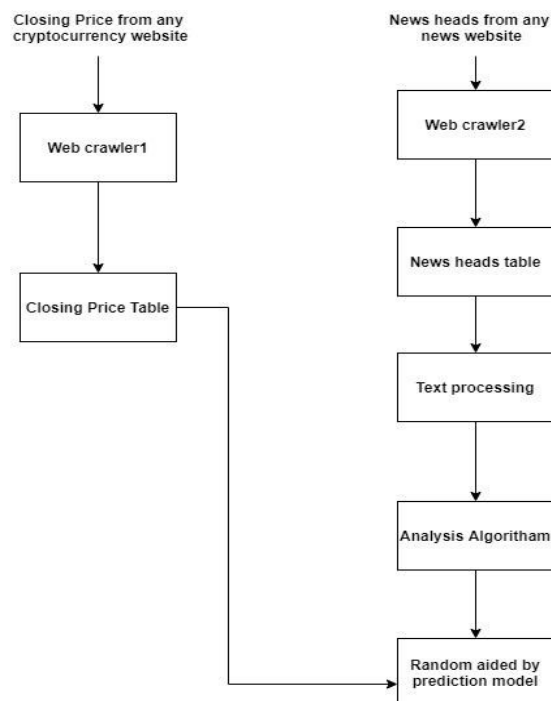 Closing Price from any
cryptocurrency website
News heads from any
news website
Web crawler1
Web crawler2
Closing Price Table
News heads table
Text processing
Analysis Algoritham
Random aided by
prediction model